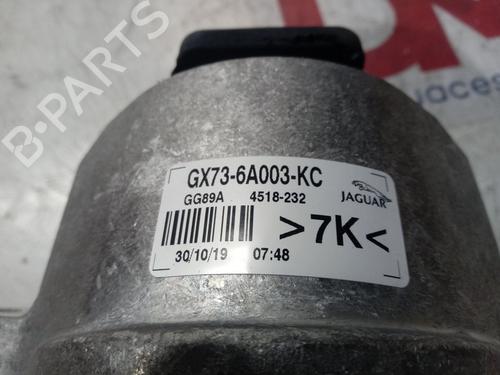 B-PARTS
GX73-6A003-KC
GG89A 4518-232
JAGUAR
>7K<
30/10/19 07:48